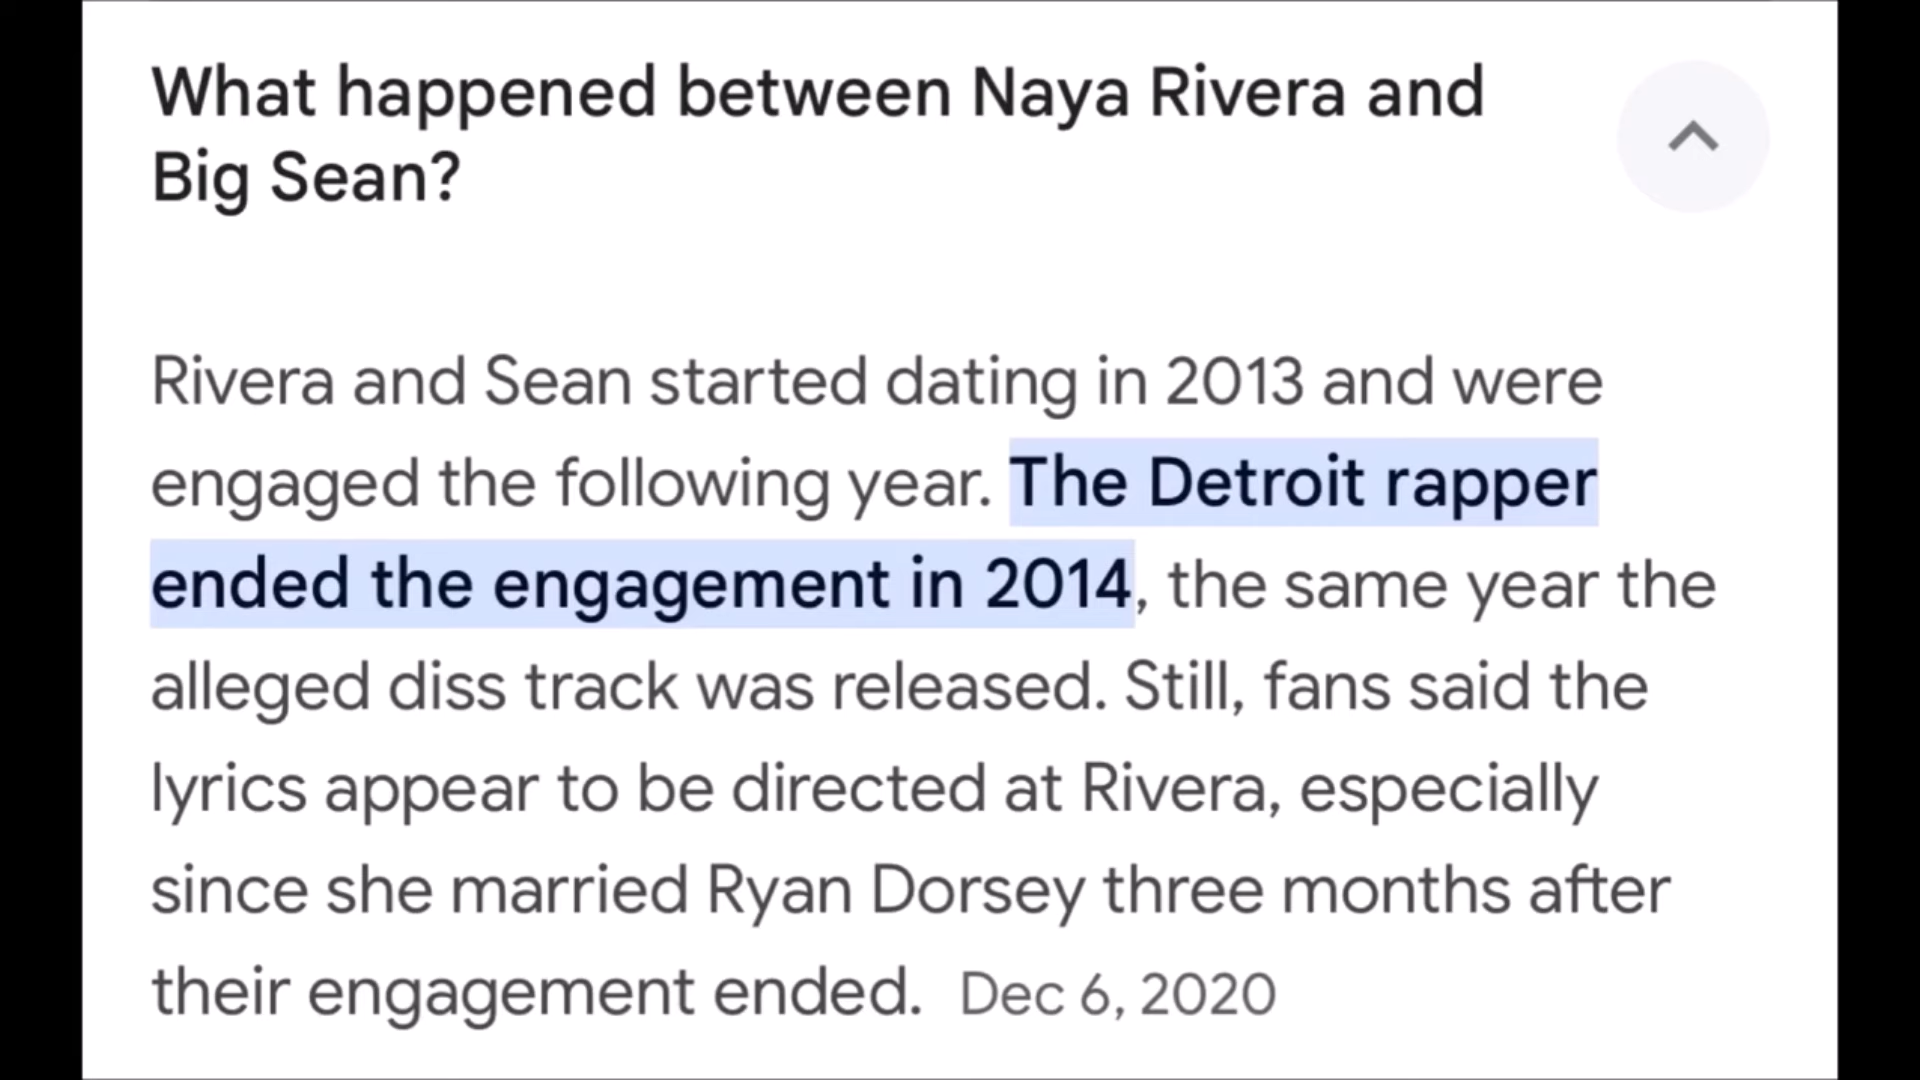 What happened between Naya Rivera and
Big Sean?
Rivera and Sean started dating in 2013 and were
engaged the following year. The Detroit rapper
ended the engagement in 2014, the same year the
alleged diss track was released. Still, fans said the
lyrics appear to be directed at Rivera, especially
since she married Ryan Dorsey three months after
their engagement ended. Dec 6, 2020